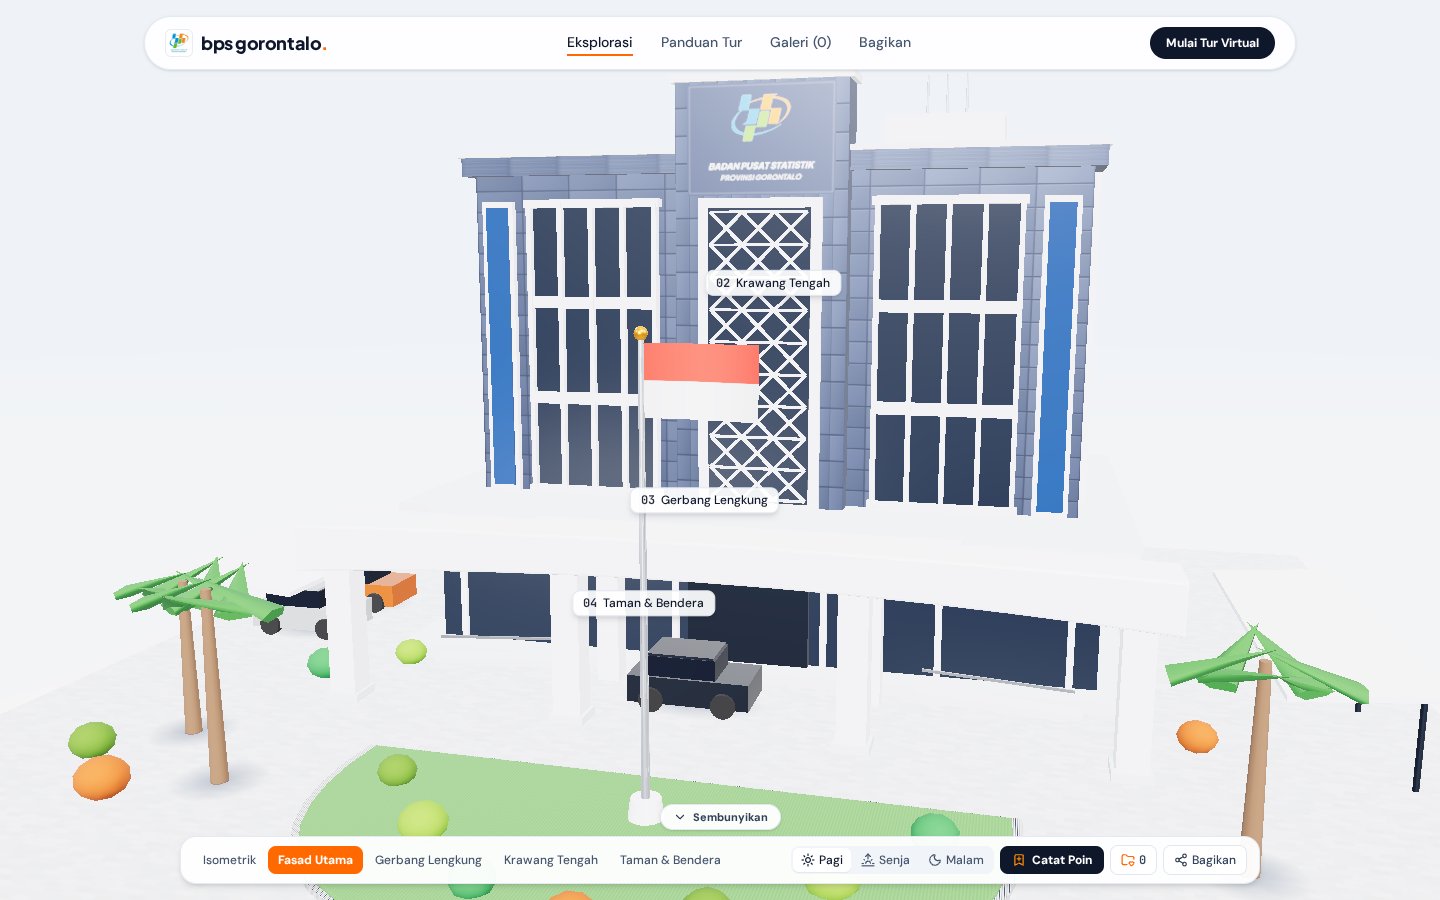 bpsgorontalo.
Eksplorasi
Panduan Tur
Galeri (0)
Bagikan
Mulai Tur Virtual
BADAN PUSAT STATISTIK
PROVINSI GORONTALO
02 Krawang Tengah
03 Gerbang Lengkung
04 Taman & Bendera
Sembunyikan
Isometrik
Fasad Utama
Gerbang Lengkung
Krawang Tengah
Taman & Bendera
Pagi
Senja
Malam
Catat Poin
0
Bagikan